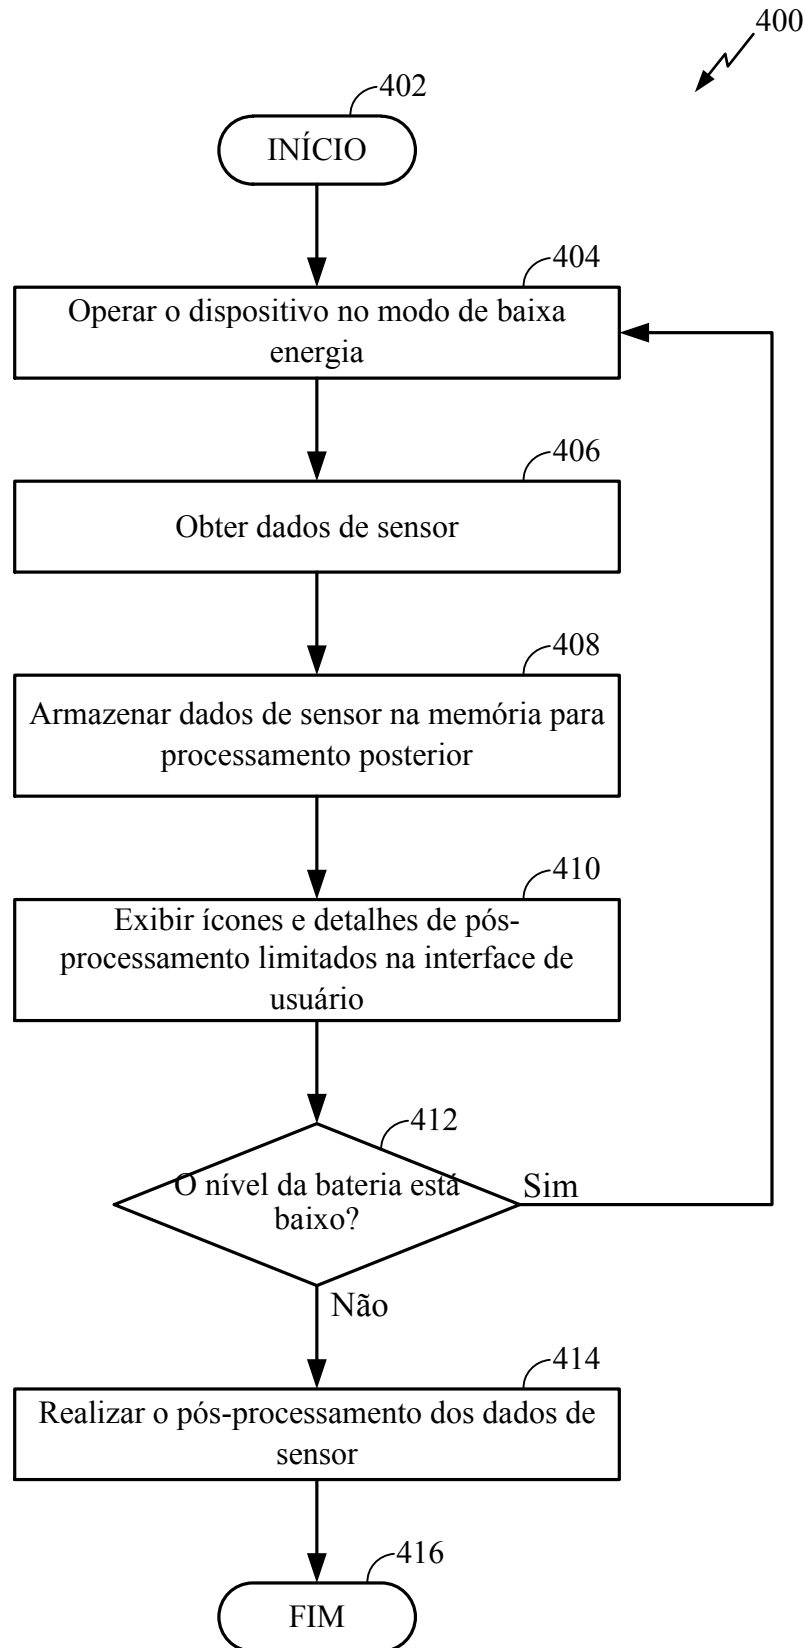 400
402
INÍCIO
404
Operar o dispositivo no modo de baixa
energia
406
Obter dados de sensor
408
Armazenar dados de sensor na memória para
processamento posterior
410
Exibir ícones e detalhes de pós-
processamento limitados na interface de
usuário
412
O nível da bateria está
baixo?
Sim
Não
414
Realizar o pós-processamento dos dados de
sensor
416
FIM